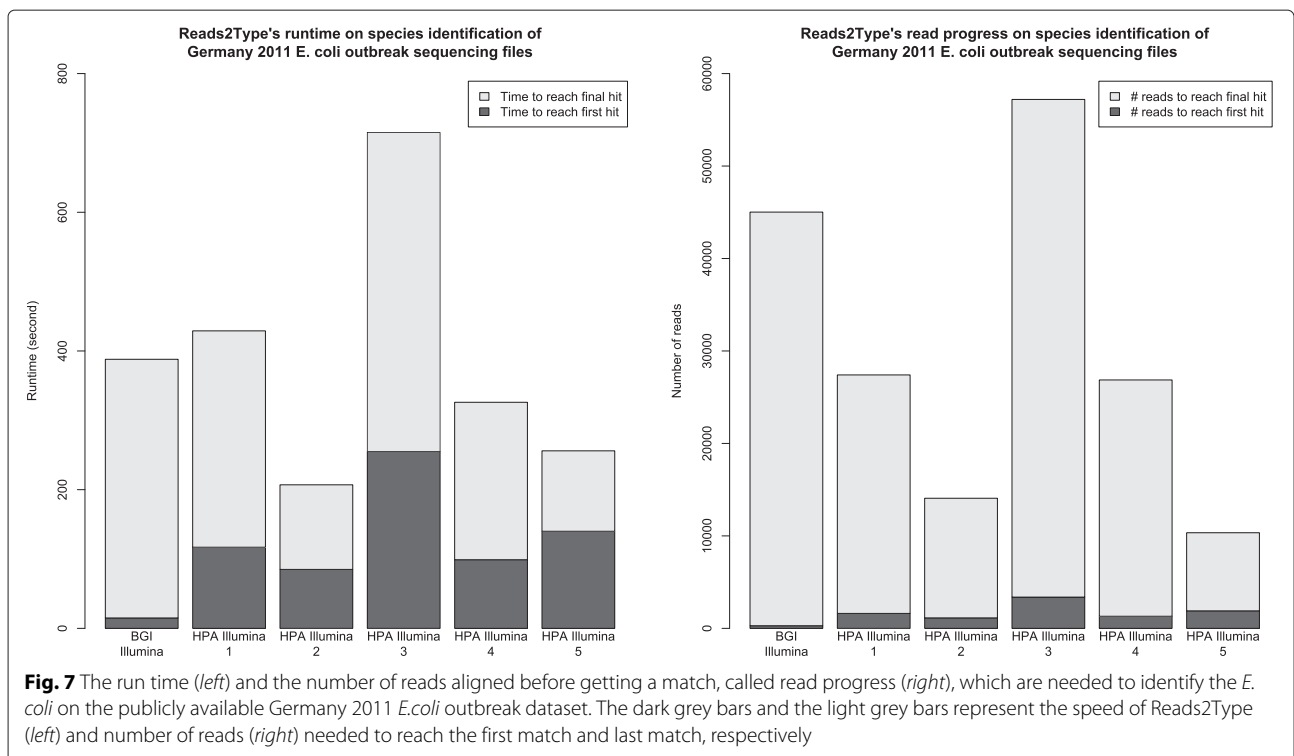 Reads2Type's runtime on species identification of
Germany 2011 E. coli outbreak sequencing files
800
600
400
200
0
Runtime (second)
Time to reach final hit
Time to reach first hit
BGI
Illumina
HPA Illumina
1
HPA Illumina
2
HPA Illumina
3
HPA Illumina
4
HPA Illumina
5
Reads2Type's read progress on species identification of
Germany 2011 E. coli outbreak sequencing files
60000
50000
40000
30000
20000
10000
0
Number of reads
# reads to reach final hit
# reads to reach first hit
BGI
Illumina
HPA Illumina
1
HPA Illumina
2
HPA Illumina
3
HPA Illumina
4
HPA Illumina
5
Fig. 7 The run time (left) and the number of reads aligned before getting a match, called read progress (right), which are needed to identify the E.
coli on the publicly available Germany 2011 E.coli outbreak dataset. The dark grey bars and the light grey bars represent the speed of Reads2Type
(left) and number of reads (right) needed to reach the first match and last match, respectively